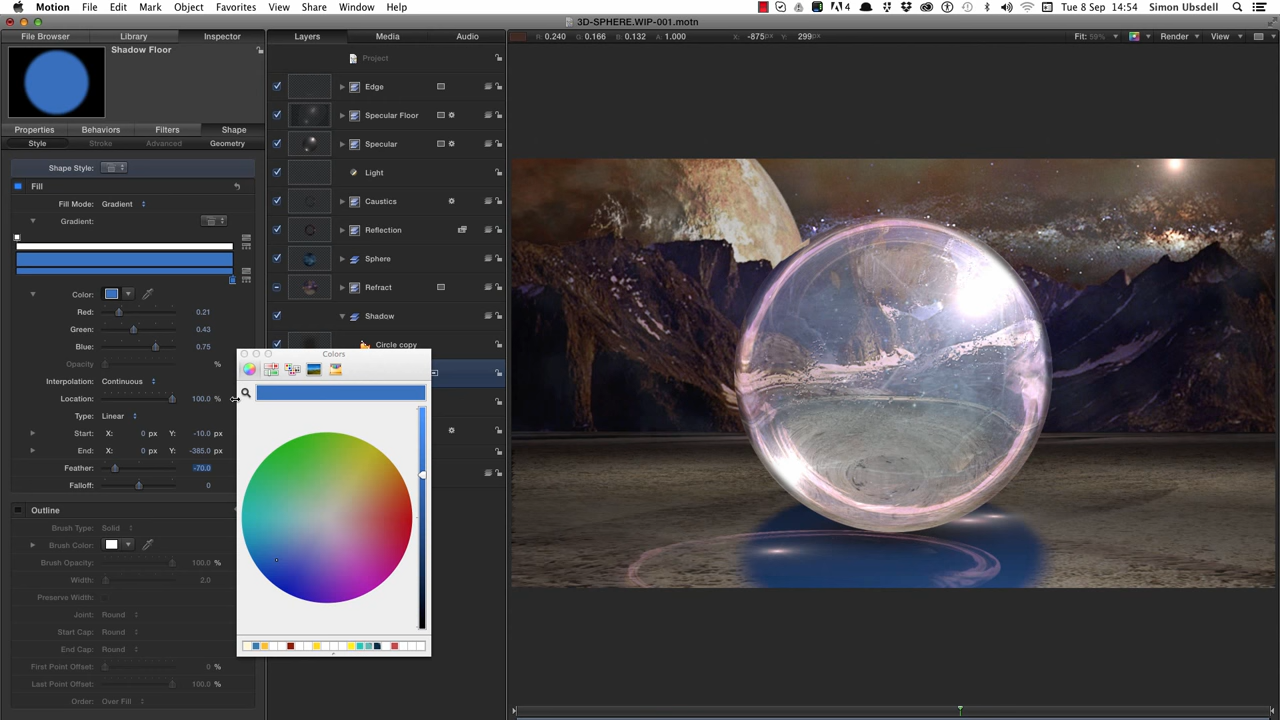 Motion File Edit Mark Object Favorites View Share Window Help 4 Tue 8 Sep 14:54 Simon Ubsdell
3D-SPHERE.WIP-001.motn
File Browser Library Inspector Layers Media Audio R: 0.240 G: 0.166 B: 0.132 A: 1.000 X: -875px Y: 299px Fit: 59% Render View
Shadow Floor
Project
Edge
Specular Floor
Properties Behaviors Filters Shape
Style Stroke Advanced Geometry
Specular
Shape Style:
Light
Fill
Fill Mode: Gradient
Caustics
Gradient:
Reflection
Sphere
Color:
Refract
Red: 0.21
Shadow
Green: 0.43
Blue: 0.75
Circle copy
Colors
Opacity: %
Interpolation: Continuous
Location: 100.0 %
Type: Linear
Start: X: 0 px Y: -10.0 px
End: X: 0 px Y: -385.0 px
Feather: -70.0
Falloff: 0
Outline
Brush Type: Solid
Brush Color:
Brush Opacity: 100.0 %
Width: 2.0
Preserve Width:
Joint: Round
Start Cap: Round
End Cap: Round
First Point Offset: 0 %
Last Point Offset: 100.0 %
Order: Over Fill